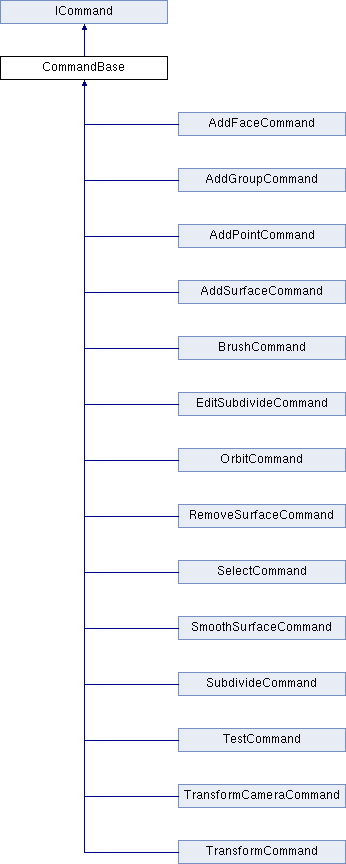 ICommand
CommandBase
AddFaceCommand
AddGroupCommand
AddPointCommand
AddSurfaceCommand
BrushCommand
EditSubdivideCommand
OrbitCommand
RemoveSurfaceCommand
SelectCommand
SmoothSurfaceCommand
SubdivideCommand
TestCommand
TransformCameraCommand
TransformCommand